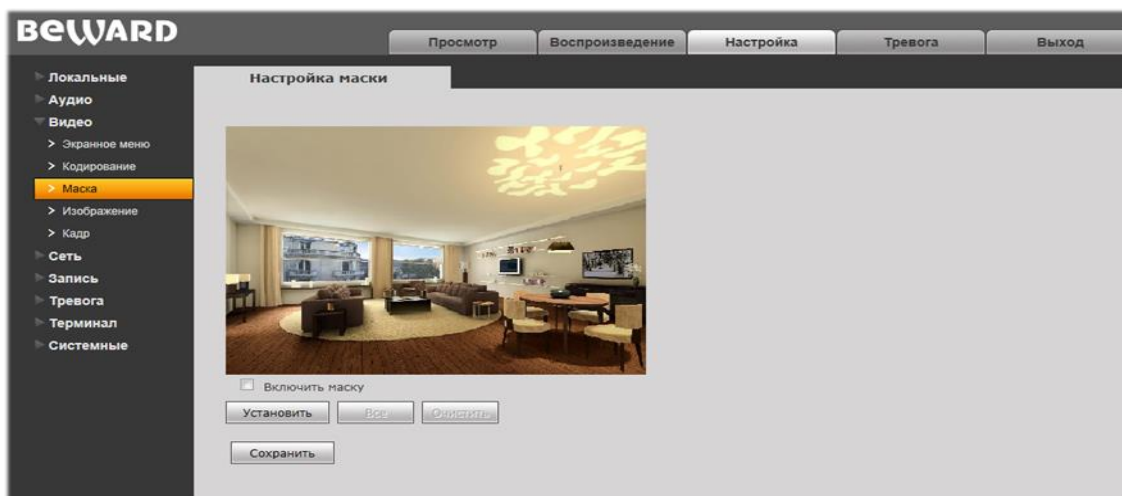 BEWARD
Просмотр
Воспроизведение
Настройка
Тревога
Выход
Локальные
Аудио
Видео
> Экранное меню
> Кодирование
> Маска
> Изображение
> Кадр
Сеть
Запись
Тревога
Терминал
Системные
Настройка маски
Включить маску
Установить
Все
Очистить
Сохранить